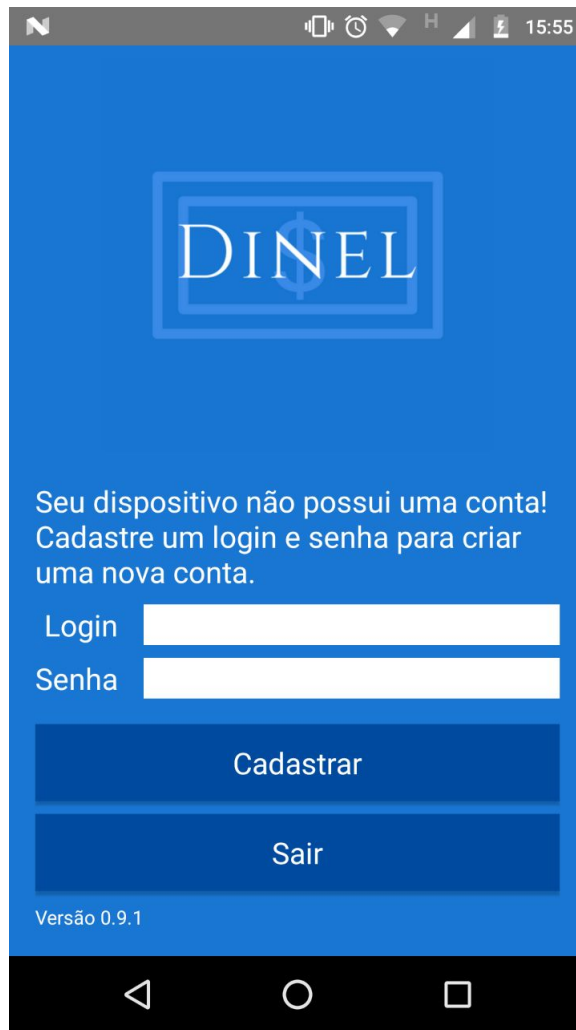 H 15:55
DINEL
$
Seu dispositivo não possui uma conta!
Cadastre um login e senha para criar
uma nova conta.
Login
Senha
Cadastrar
Sair
Versão 0.9.1